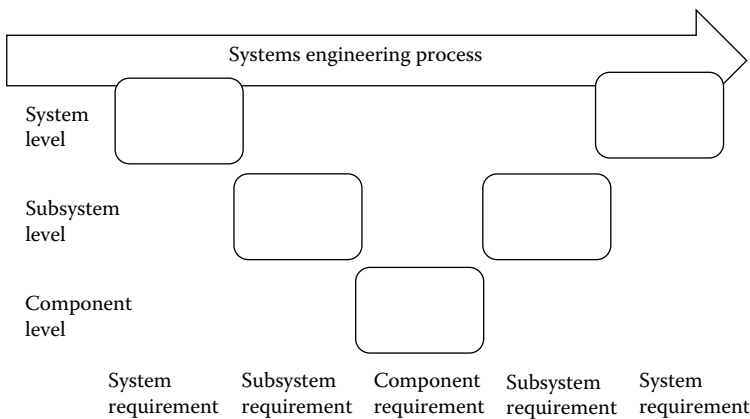 Systems engineering process
System
level
Subsystem
level
Component
level
System
requirement
Subsystem
requirement
Component
requirement
Subsystem
requirement
System
requirement